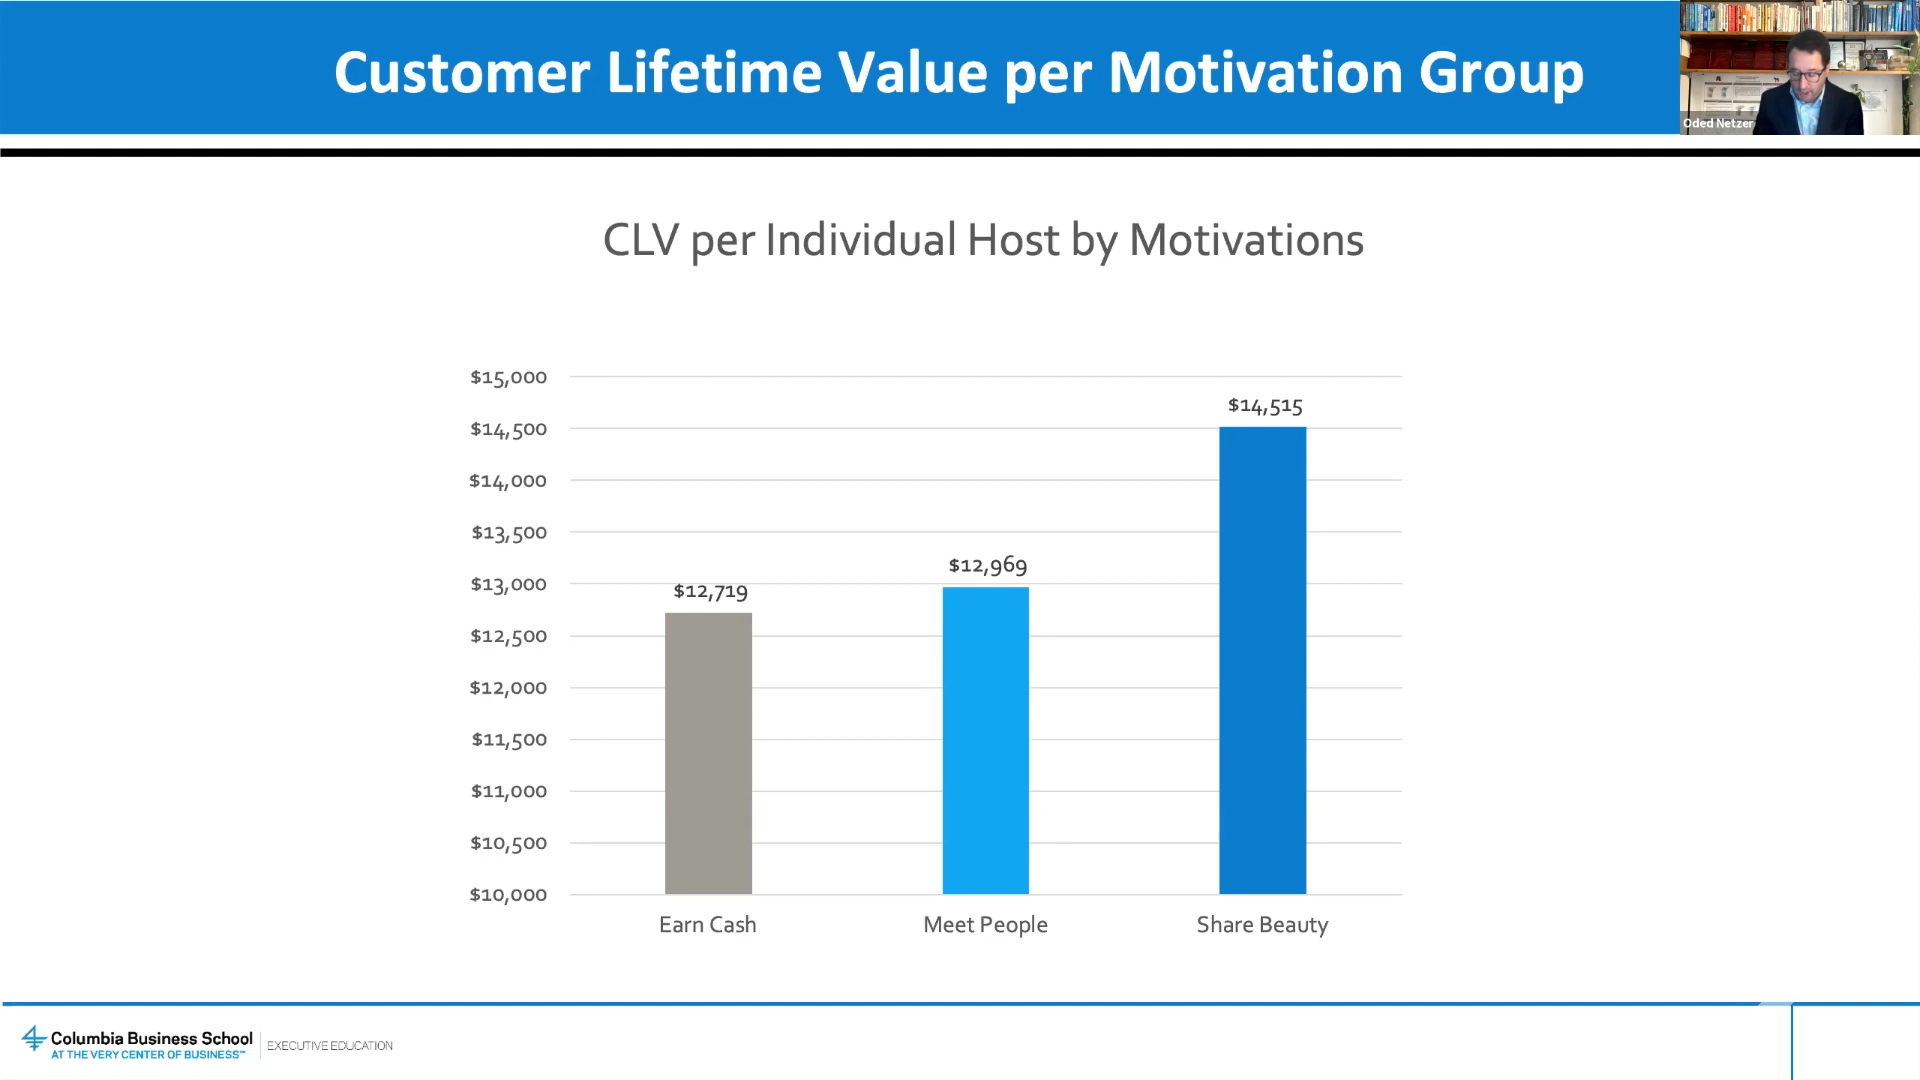 Customer Lifetime Value per Motivation Group
Oded Netzer
CLV per Individual Host by Motivations
$15,000
$14,500
$14,000
$13,500
$13,000
$12,500
$12,000
$11,500
$11,000
$10,500
$10,000
$12,719
$12,969
$14,515
Earn Cash
Meet People
Share Beauty
Columbia Business School
AT THE VERY CENTER OF BUSINESS™
EXECUTIVE EDUCATION